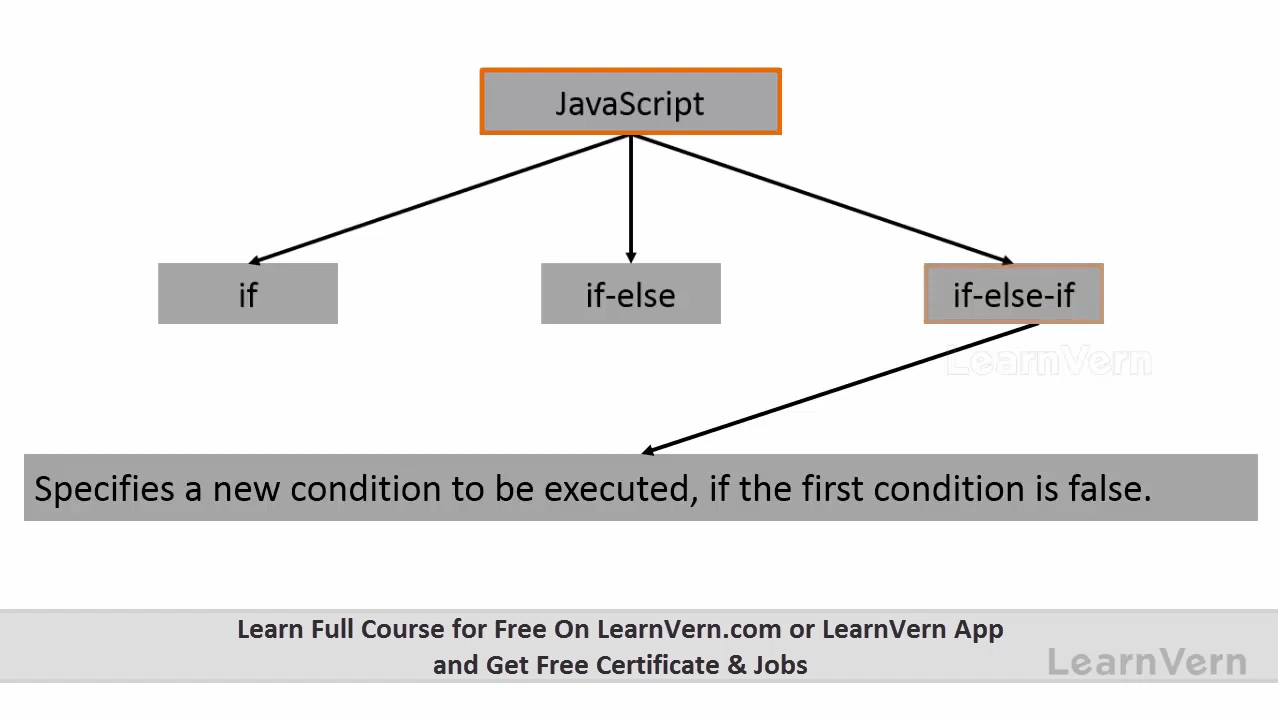 JavaScript
if
if-else
if-else-if
LearnVern
Specifies a new condition to be executed, if the first condition is false.
Learn Full Course for Free On LearnVern.com or LearnVern App
and Get Free Certificate & Jobs
LearnVern